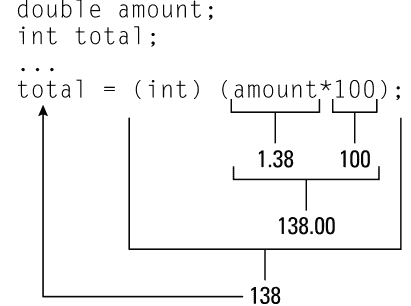 double amount;
int total;
...
total = (int) (amount*100);
1.38 100
138.00
138